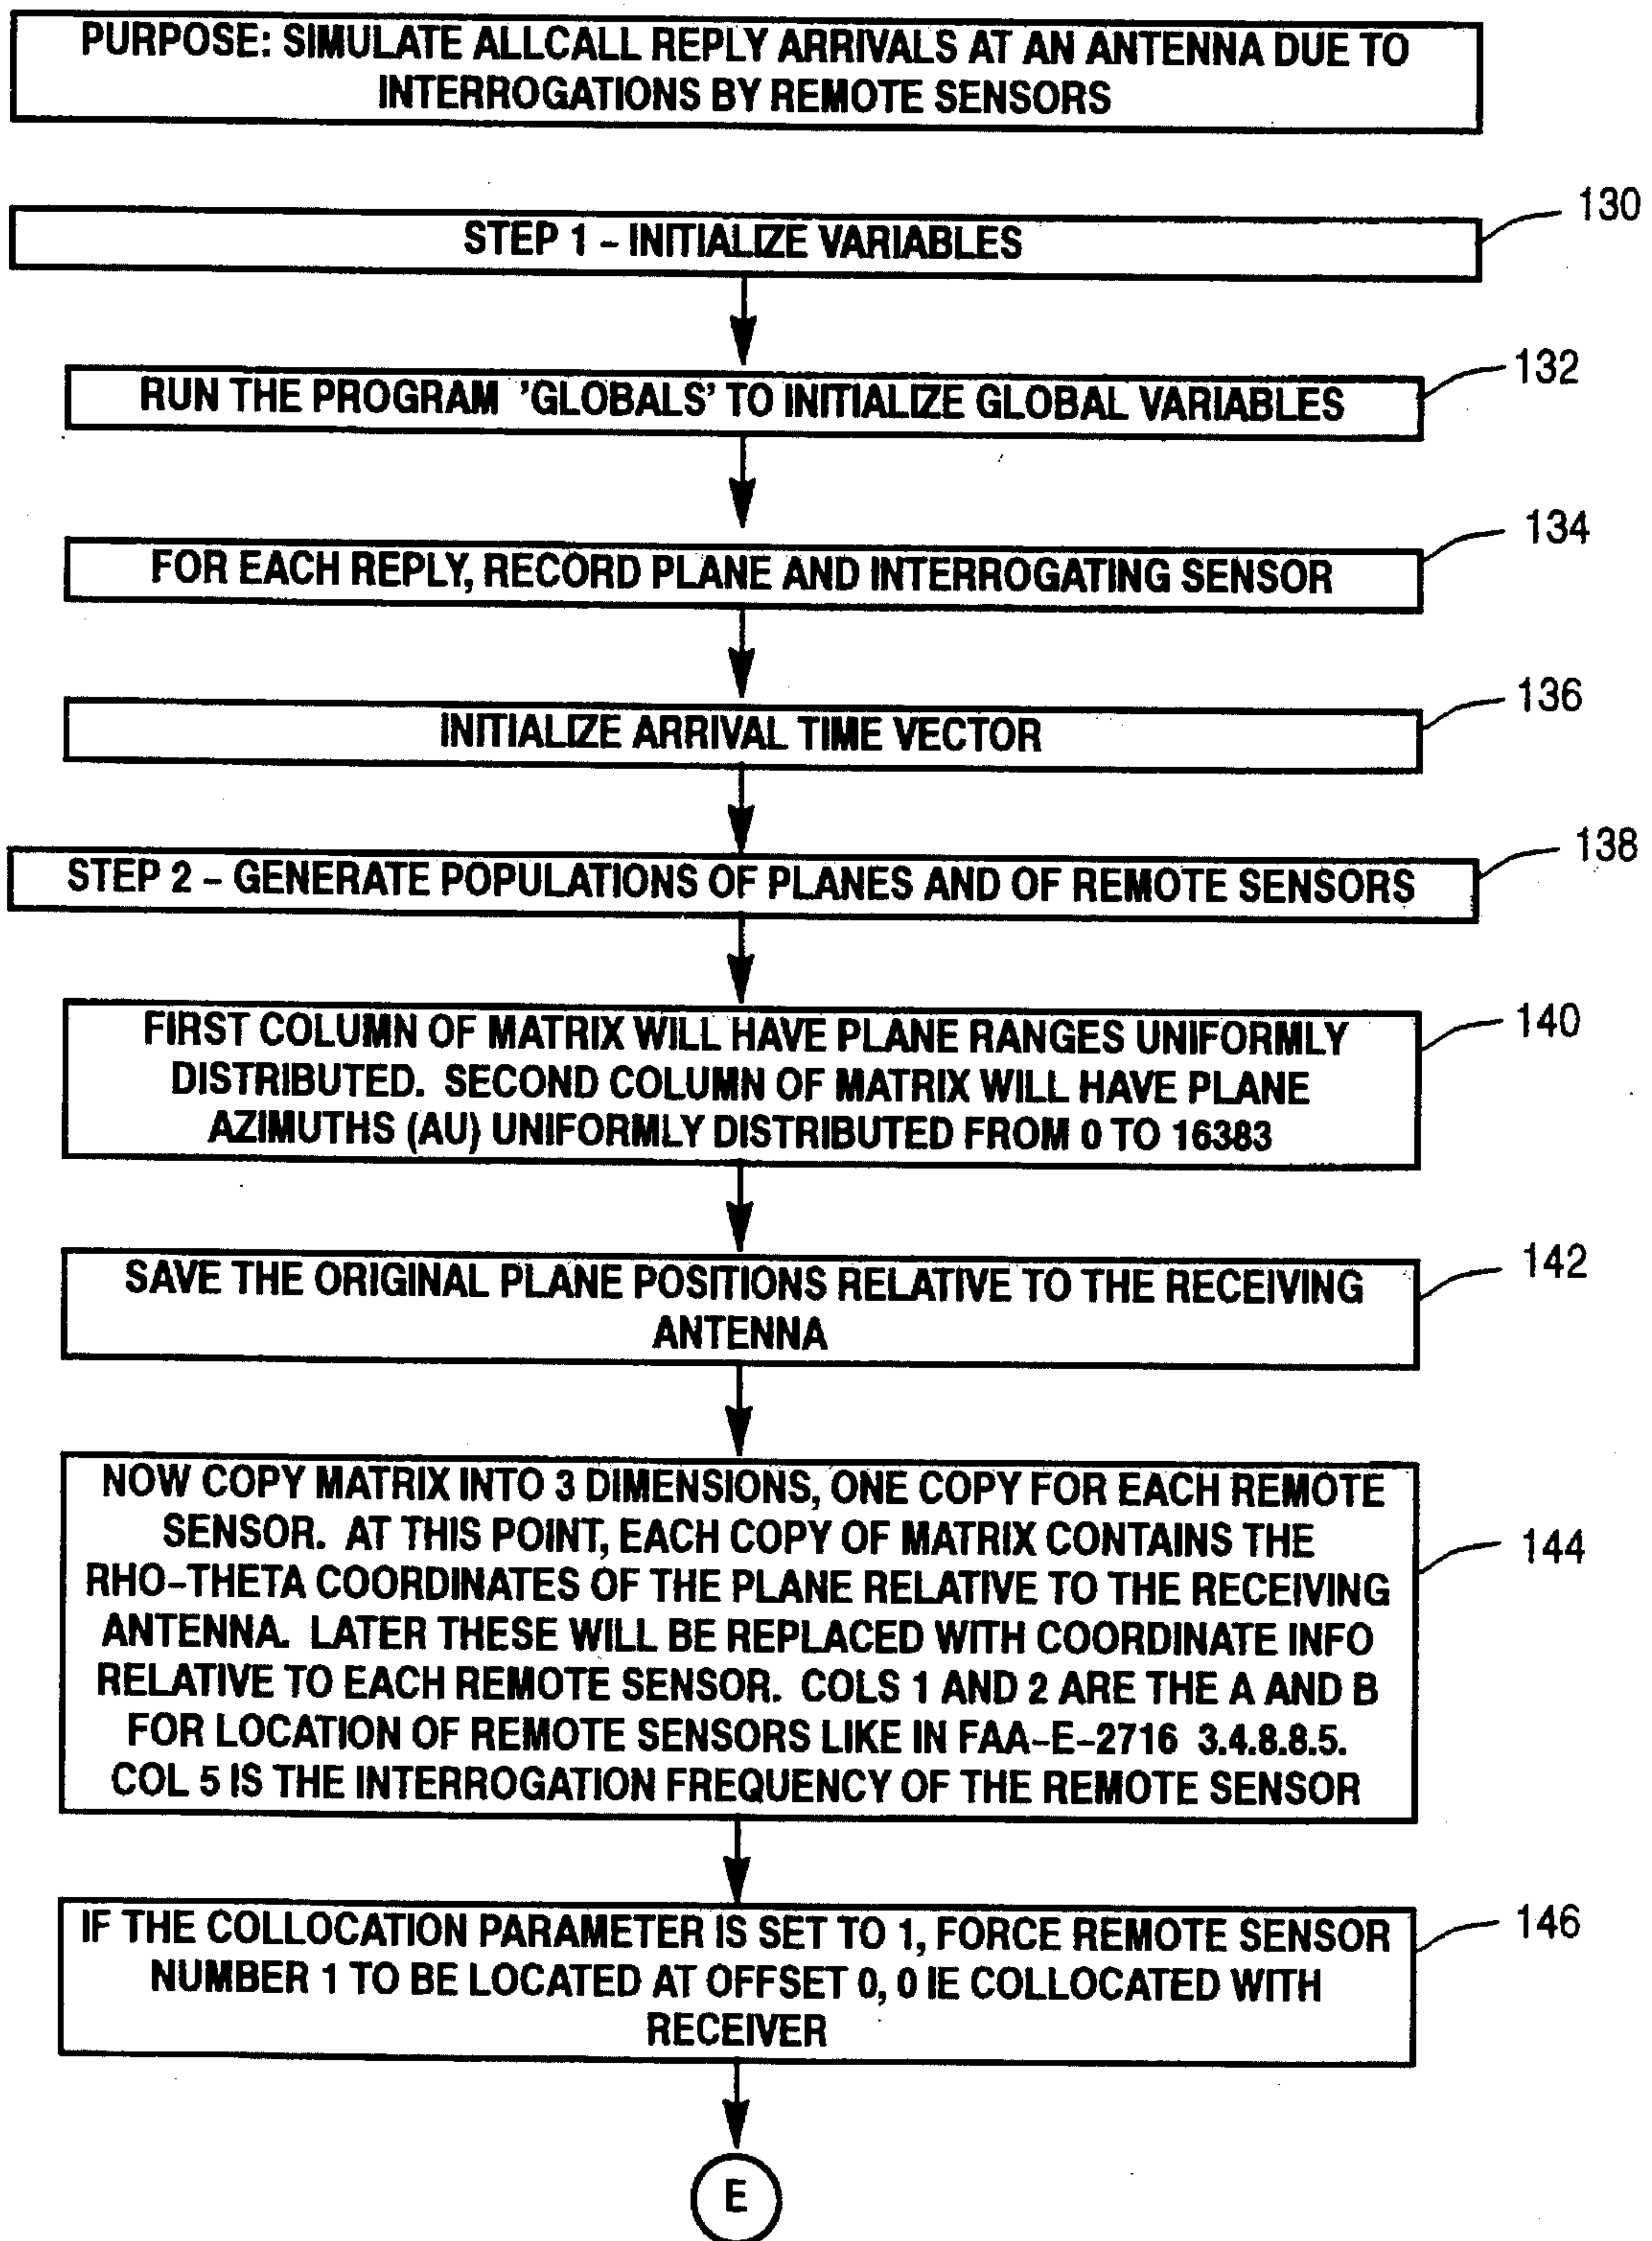 PURPOSE: SIMULATE ALLCALL REPLY ARRIVALS AT AN ANTENNA DUE TO
INTERROGATIONS BY REMOTE SENSORS
130
STEP 1 – INITIALIZE VARIABLES
132
RUN THE PROGRAM 'GLOBALS' TO INITIALIZE GLOBAL VARIABLES
134
FOR EACH REPLY, RECORD PLANE AND INTERROGATING SENSOR
136
INITIALIZE ARRIVAL TIME VECTOR
138
STEP 2 – GENERATE POPULATIONS OF PLANES AND OF REMOTE SENSORS
140
FIRST COLUMN OF MATRIX WILL HAVE PLANE RANGES UNIFORMLY
DISTRIBUTED. SECOND COLUMN OF MATRIX WILL HAVE PLANE
AZIMUTHS (AU) UNIFORMLY DISTRIBUTED FROM 0 TO 16383
142
SAVE THE ORIGINAL PLANE POSITIONS RELATIVE TO THE RECEIVING
ANTENNA
NOW COPY MATRIX INTO 3 DIMENSIONS, ONE COPY FOR EACH REMOTE
SENSOR. AT THIS POINT, EACH COPY OF MATRIX CONTAINS THE
144
RHO-THETA COORDINATES OF THE PLANE RELATIVE TO THE RECEIVING
ANTENNA. LATER THESE WILL BE REPLACED WITH COORDINATE INFO
RELATIVE TO EACH REMOTE SENSOR. COLS 1 AND 2 ARE THE A AND B
FOR LOCATION OF REMOTE SENSORS LIKE IN FAA-E-2716 3.4.8.8.5.
COL 5 IS THE INTERROGATION FREQUENCY OF THE REMOTE SENSOR
146
IF THE COLLOCATION PARAMETER IS SET TO 1, FORCE REMOTE SENSOR
NUMBER 1 TO BE LOCATED AT OFFSET 0, 0 IE COLLOCATED WITH
RECEIVER
E